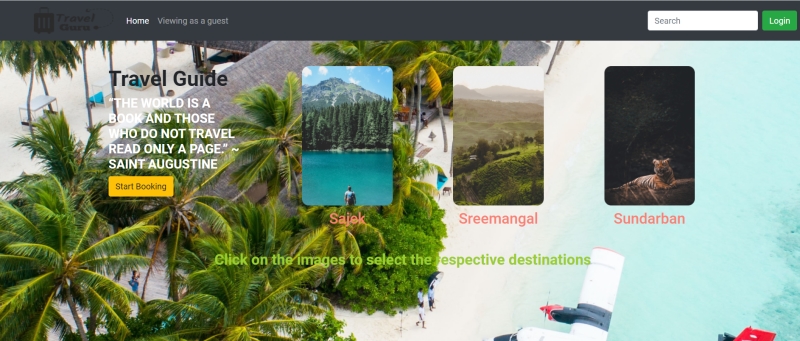 Travel
Guru
Home
Viewing as a guest
Search
Login
Travel Guide
"THE WORLD IS A
BOOK AND THOSE
WHO DO NOT TRAVEL
READ ONLY A PAGE." ~
SAINT AUGUSTINE
Start Booking
Sajek
Sreemangal
Sundarban
Click on the images to select the respective destinations